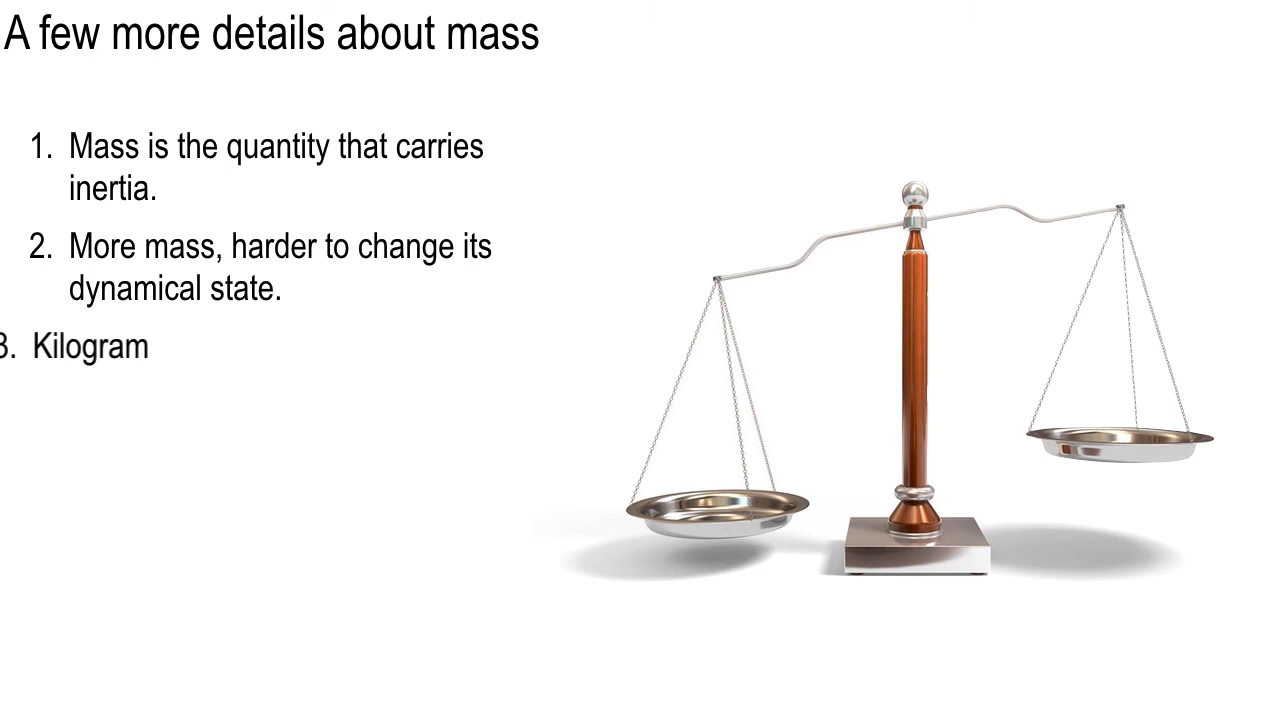 A few more details about mass
1. Mass is the quantity that carries
inertia.
2. More mass, harder to change its
dynamical state.
3. Kilogram